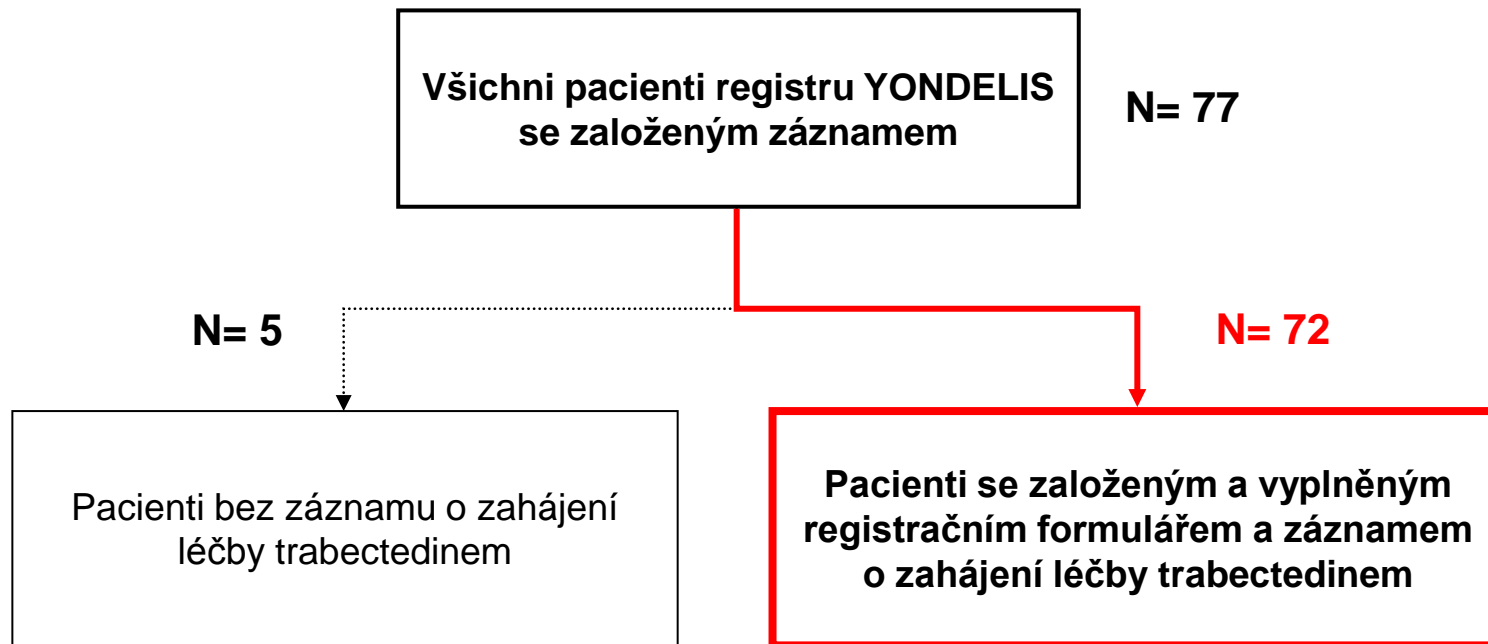 Všichni pacienti registru YONDELIS
se založeným záznamem
N= 77
N= 5
N= 72
Pacienti bez záznamu o zahájení
léčby trabectedinem
Pacienti se založeným a vyplněným
registračním formulářem a záznamem
o zahájení léčby trabectedinem